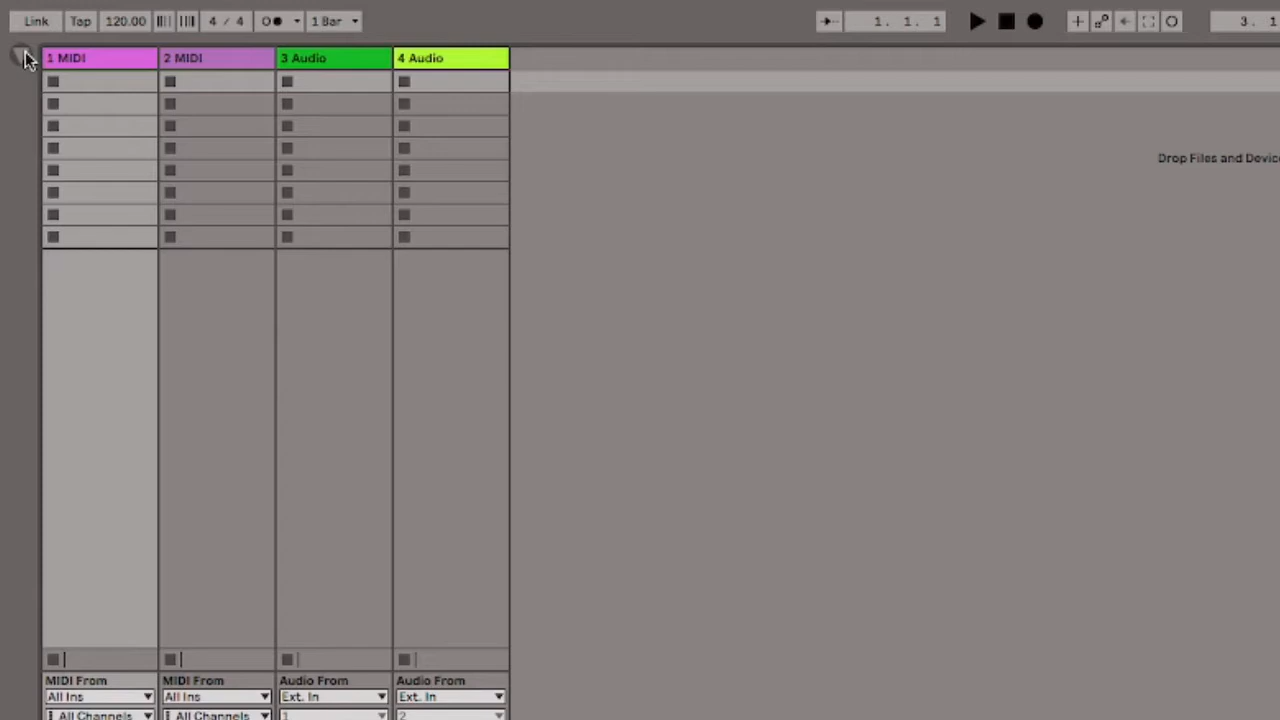 Link Tap 120.00 4 / 4 1 Bar 1. 1. 1 3. 1
1 MIDI 2 MIDI 3 Audio 4 Audio
Drop Files and Devic
MIDI From MIDI From Audio From Audio From
All Ins All Ins Ext. In Ext. In
All Channels All Channels 1 2